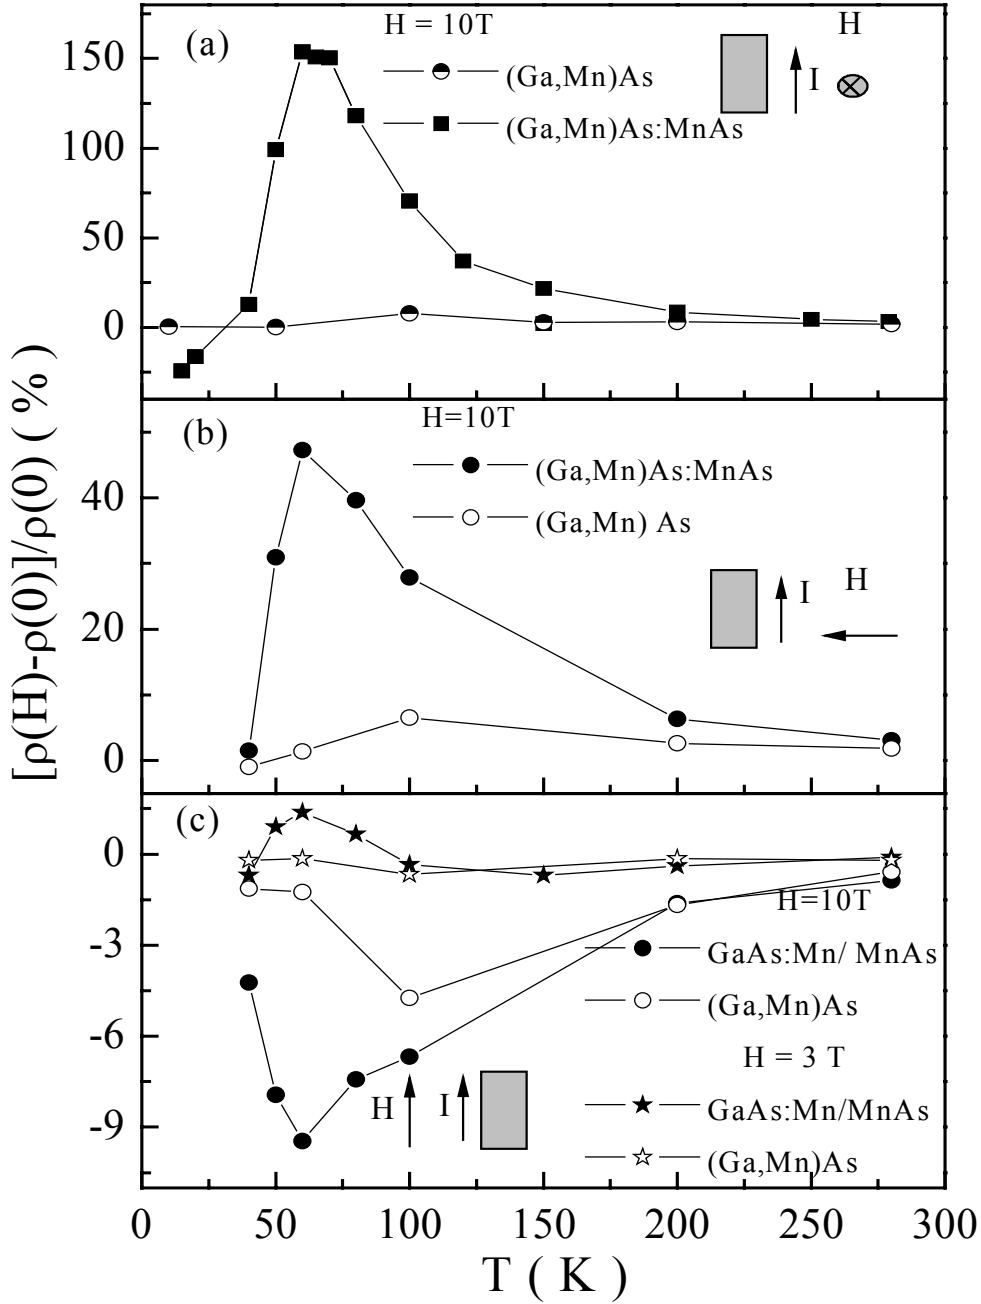 [ρ(H)-ρ(0)]/ρ(0) ( % )
(a)
H = 10T
(Ga,Mn)As
(Ga,Mn)As:MnAs
H
I
150
100
50
0
(b)
H=10T
(Ga,Mn)As:MnAs
(Ga,Mn) As
I
H
40
20
0
(c)
H=10T
GaAs:Mn/ MnAs
(Ga,Mn)As
H = 3 T
GaAs:Mn/MnAs
(Ga,Mn)As
H
I
0
-3
-6
-9
0 50 100 150 200 250 300
T ( K )